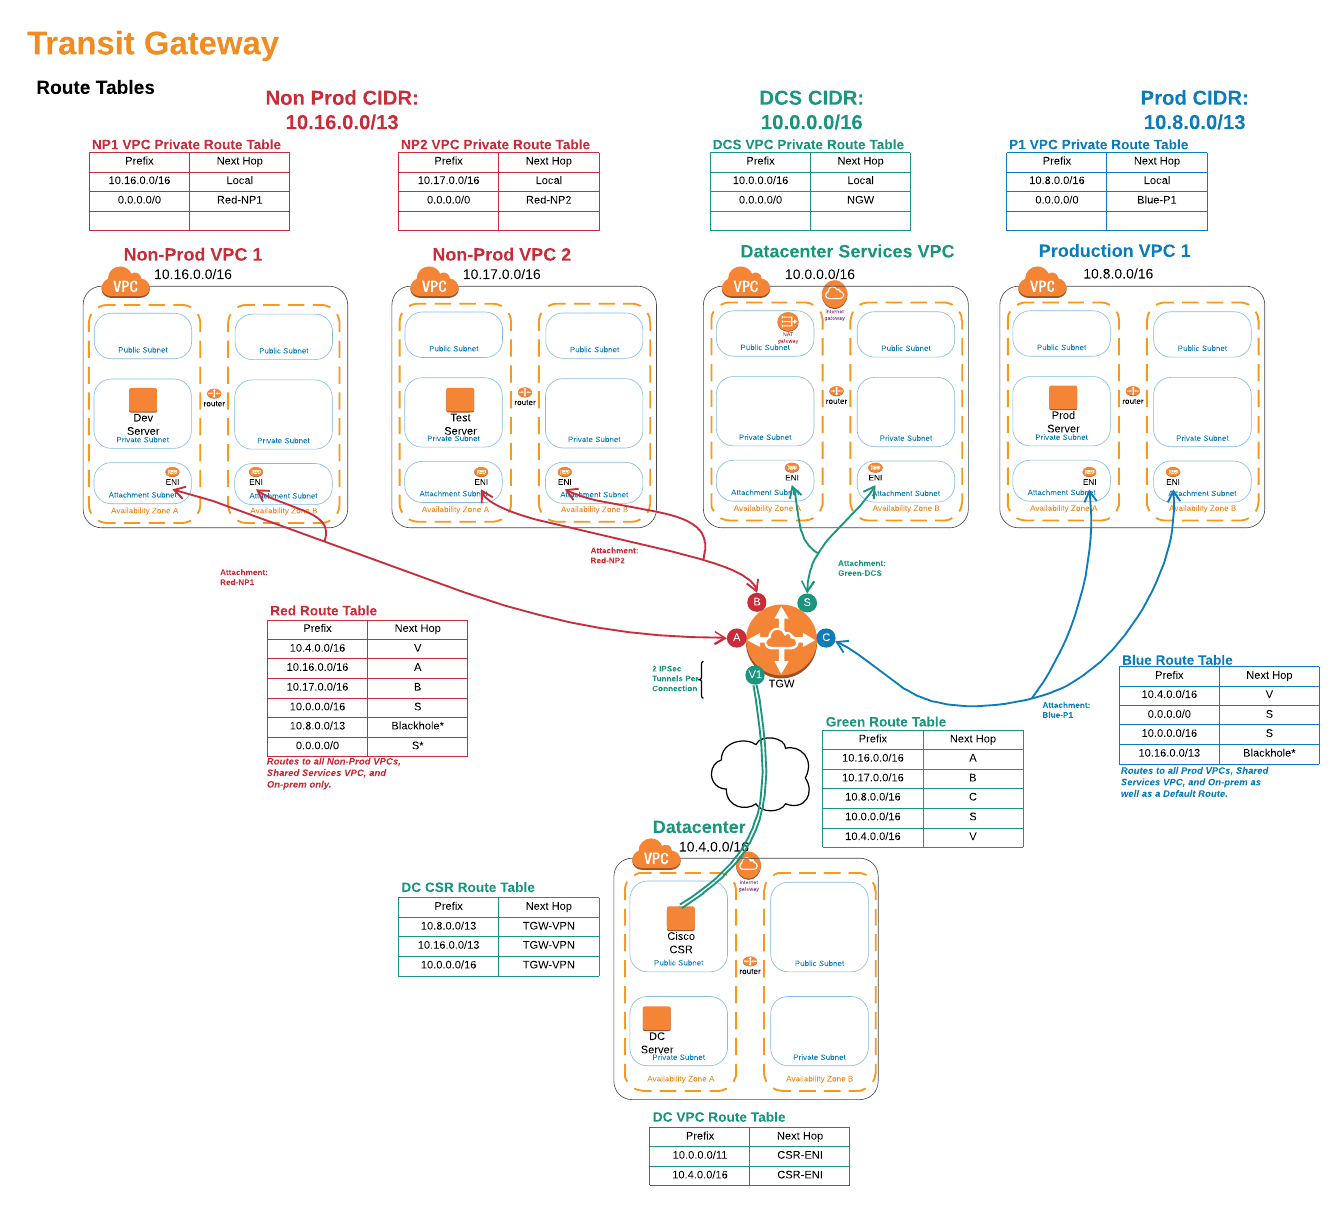 Transit Gateway
Route Tables
Non Prod CIDR:
10.16.0.0/13
DCS CIDR:
10.0.0.0/16
Prod CIDR:
10.8.0.0/13
NP1 VPC Private Route Table
Prefix Next Hop
10.16.0.0/16 Local
0.0.0.0/0 Red-NP1
NP2 VPC Private Route Table
Prefix Next Hop
10.17.0.0/16 Local
0.0.0.0/0 Red-NP2
DCS VPC Private Route Table
Prefix Next Hop
10.0.0.0/16 Local
0.0.0.0/0 NGW
P1 VPC Private Route Table
Prefix Next Hop
10.8.0.0/16 Local
0.0.0.0/0 Blue-P1
Non-Prod VPC 1
10.16.0.0/16
VPC
Public Subnet
Public Subnet
Dev
Server
Private Subnet
router
Private Subnet
ENI
Attachment Subnet
Availability Zone A
ENI
Attachment Subnet
Availability Zone B
Non-Prod VPC 2
10.17.0.0/16
VPC
Public Subnet
Public Subnet
Test
Server
Private Subnet
router
Private Subnet
ENI
Attachment Subnet
Availability Zone A
ENI
Attachment Subnet
Availability Zone B
Datacenter Services VPC
10.0.0.0/16
VPC
internet
gateway
NAT
gateway
Public Subnet
Public Subnet
Private Subnet
router
Private Subnet
ENI
Attachment Subnet
Availability Zone A
ENI
Attachment Subnet
Availability Zone B
Production VPC 1
10.8.0.0/16
VPC
Public Subnet
Public Subnet
Prod
Server
Private Subnet
router
Private Subnet
ENI
Attachment Subnet
Availability Zone A
ENI
Attachment Subnet
Availability Zone B
Attachment:
Red-NP1
Attachment:
Red-NP2
Attachment:
Green-DCS
Attachment:
Blue-P1
B
S
A
C
V1
TGW
2 IPSec
Tunnels Per
Connection
Red Route Table
Prefix Next Hop
10.4.0.0/16 V
10.16.0.0/16 A
10.17.0.0/16 B
10.0.0.0/16 S
10.8.0.0/13 Blackhole*
0.0.0.0/0 S*
Routes to all Non-Prod VPCs,
Shared Services VPC, and
On-prem only.
Blue Route Table
Prefix Next Hop
10.4.0.0/16 V
0.0.0.0/0 S
10.0.0.0/16 S
10.16.0.0/13 Blackhole*
Routes to all Prod VPCs, Shared
Services VPC, and On-prem as
well as a Default Route.
Green Route Table
Prefix Next Hop
10.16.0.0/16 A
10.17.0.0/16 B
10.8.0.0/16 C
10.0.0.0/16 S
10.4.0.0/16 V
Datacenter
10.4.0.0/16
VPC
internet
gateway
Cisco
CSR
Public Subnet
router
Public Subnet
DC
Server
Private Subnet
Private Subnet
Availability Zone A
Availability Zone B
DC CSR Route Table
Prefix Next Hop
10.8.0.0/13 TGW-VPN
10.16.0.0/13 TGW-VPN
10.0.0.0/16 TGW-VPN
DC VPC Route Table
Prefix Next Hop
10.0.0.0/11 CSR-ENI
10.4.0.0/16 CSR-ENI